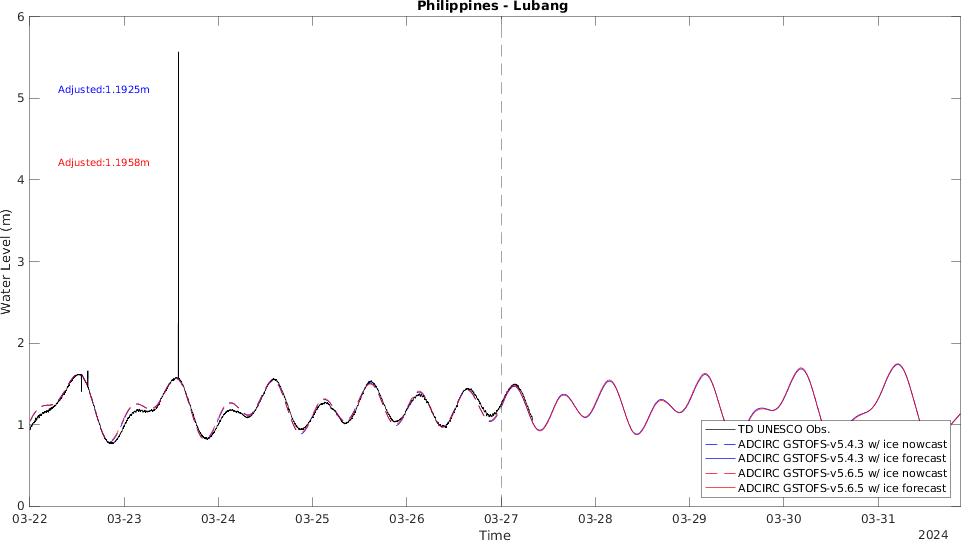 Philippines - Lubang
6
5
4
3
2
1
0
Water Level (m)
Adjusted:1.1925m
Adjusted:1.1958m
TD UNESCO Obs.
ADCIRC GSTOFS-v5.4.3 w/ ice nowcast
ADCIRC GSTOFS-v5.4.3 w/ ice forecast
ADCIRC GSTOFS-v5.6.5 w/ ice nowcast
ADCIRC GSTOFS-v5.6.5 w/ ice forecast
03-22 03-23 03-24 03-25 03-26 03-27 03-28 03-29 03-30 03-31
Time
2024